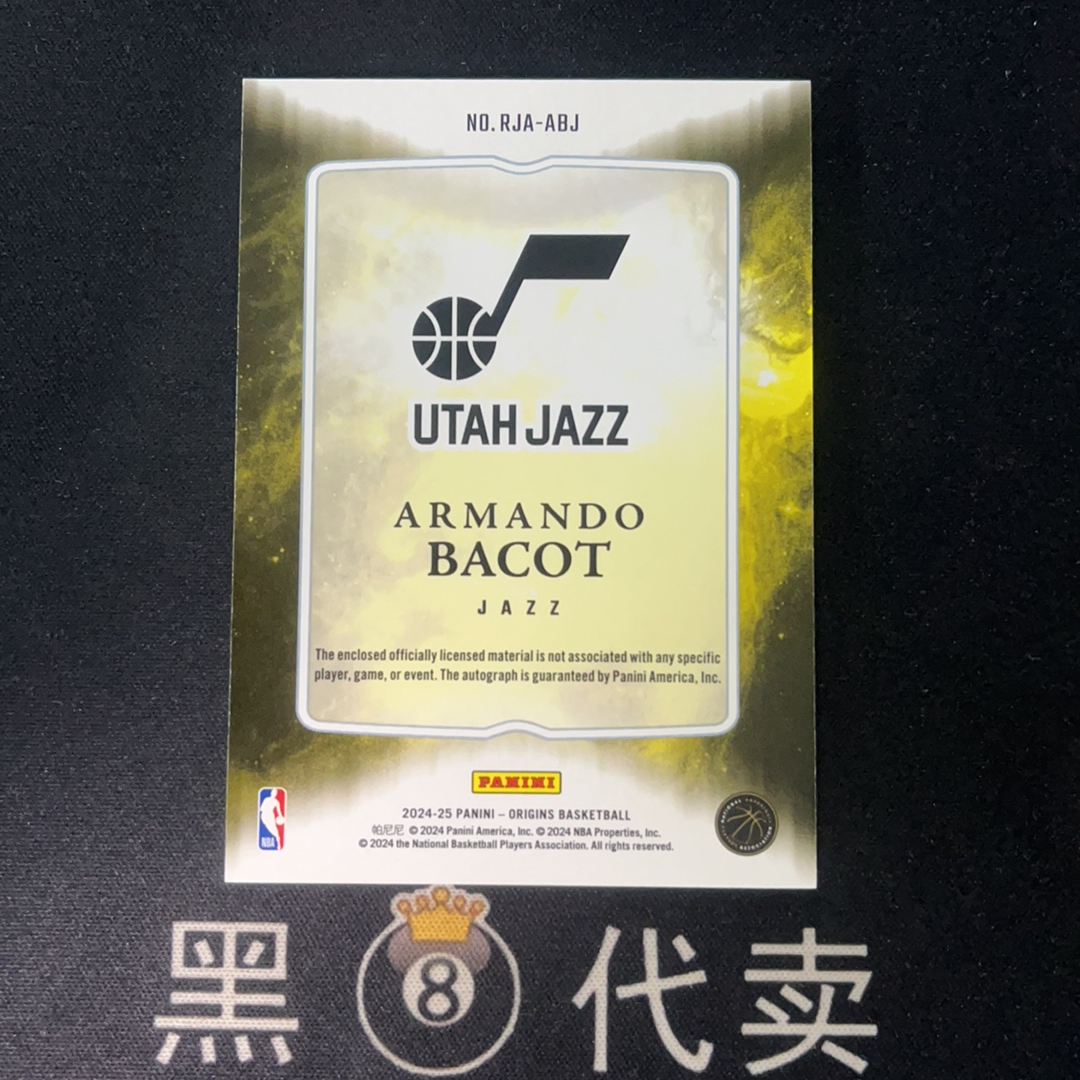 NO. RJA-ABJ
UTAH JAZZ
ARMANDO
BACOT
JAZZ
The enclosed officially licensed material is not associated with any specific
player, game, or event. The autograph is guaranteed by Panini America, Inc.
PANINI
2024-25 PANINI – ORIGINS BASKETBALL
帕尼尼 © 2024 Panini America, Inc. © 2024 NBA Properties, Inc.
© 2024 the National Basketball Players Association. All rights reserved.
NBA
黑 8 代卖